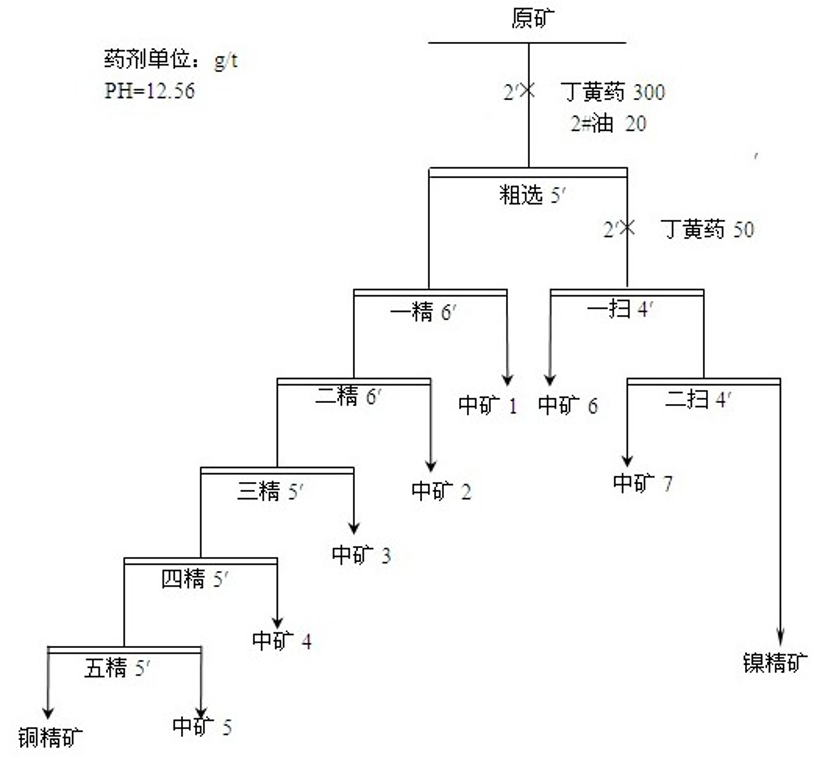 原矿
药剂单位：g/t
PH=12.56
2′× 丁黄药 300
2#油 20
′
粗选 5′
2′× 丁黄药 50
一精 6′
一扫 4′
二精 6′
中矿 1
中矿 6
二扫 4′
三精 5′
中矿 2
中矿 7
中矿 3
四精 5′
中矿 4
五精 5′
镍精矿
铜精矿
中矿 5